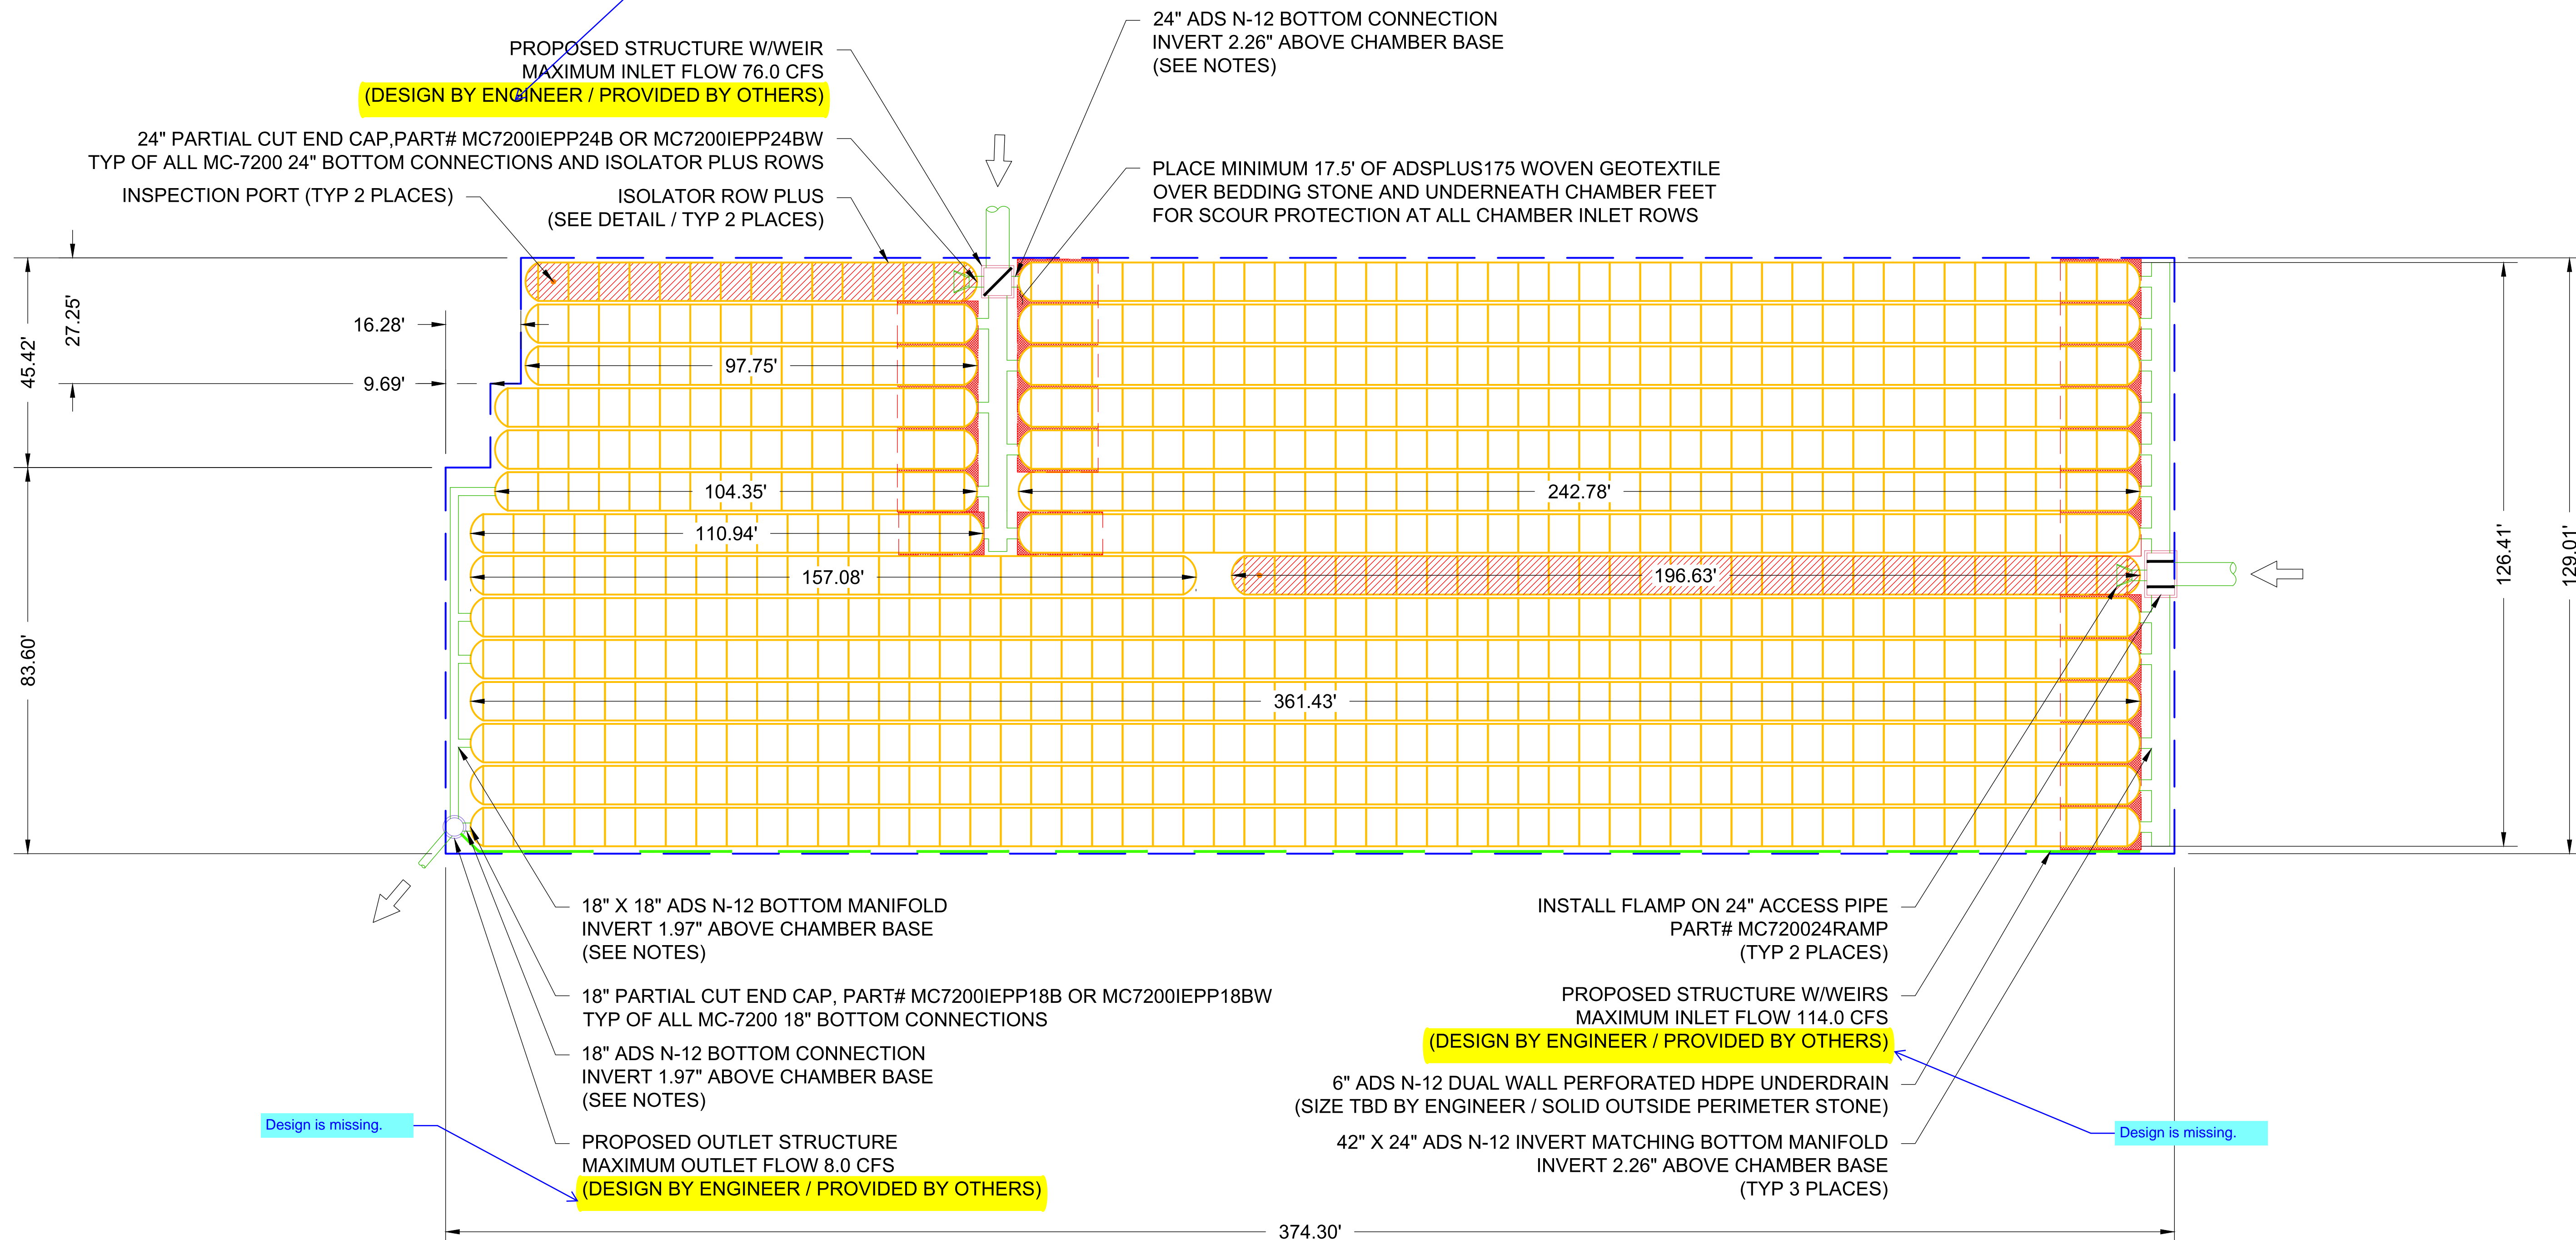 PROPOSED STRUCTURE W/WEIR
MAXIMUM INLET FLOW 76.0 CFS
(DESIGN BY ENGINEER / PROVIDED BY OTHERS)
24" ADS N-12 BOTTOM CONNECTION
INVERT 2.26" ABOVE CHAMBER BASE
(SEE NOTES)
24" PARTIAL CUT END CAP,PART# MC7200IEPP24B OR MC7200IEPP24BW
TYP OF ALL MC-7200 24" BOTTOM CONNECTIONS AND ISOLATOR PLUS ROWS
INSPECTION PORT (TYP 2 PLACES)
ISOLATOR ROW PLUS
(SEE DETAIL / TYP 2 PLACES)
PLACE MINIMUM 17.5' OF ADSPLUS175 WOVEN GEOTEXTILE
OVER BEDDING STONE AND UNDERNEATH CHAMBER FEET
FOR SCOUR PROTECTION AT ALL CHAMBER INLET ROWS
45.42'
27.25'
16.28'
9.69'
97.75'
104.35'
242.78'
110.94'
157.08'
196.63'
361.43'
83.60'
126.41'
129.01'
18" X 18" ADS N-12 BOTTOM MANIFOLD
INVERT 1.97" ABOVE CHAMBER BASE
(SEE NOTES)
18" PARTIAL CUT END CAP, PART# MC7200IEPP18B OR MC7200IEPP18BW
TYP OF ALL MC-7200 18" BOTTOM CONNECTIONS
18" ADS N-12 BOTTOM CONNECTION
INVERT 1.97" ABOVE CHAMBER BASE
(SEE NOTES)
Design is missing.
PROPOSED OUTLET STRUCTURE
MAXIMUM OUTLET FLOW 8.0 CFS
(DESIGN BY ENGINEER / PROVIDED BY OTHERS)
INSTALL FLAMP ON 24" ACCESS PIPE
PART# MC720024RAMP
(TYP 2 PLACES)
PROPOSED STRUCTURE W/WEIRS
MAXIMUM INLET FLOW 114.0 CFS
(DESIGN BY ENGINEER / PROVIDED BY OTHERS)
6" ADS N-12 DUAL WALL PERFORATED HDPE UNDERDRAIN
(SIZE TBD BY ENGINEER / SOLID OUTSIDE PERIMETER STONE)
Design is missing.
42" X 24" ADS N-12 INVERT MATCHING BOTTOM MANIFOLD
INVERT 2.26" ABOVE CHAMBER BASE
(TYP 3 PLACES)
374.30'